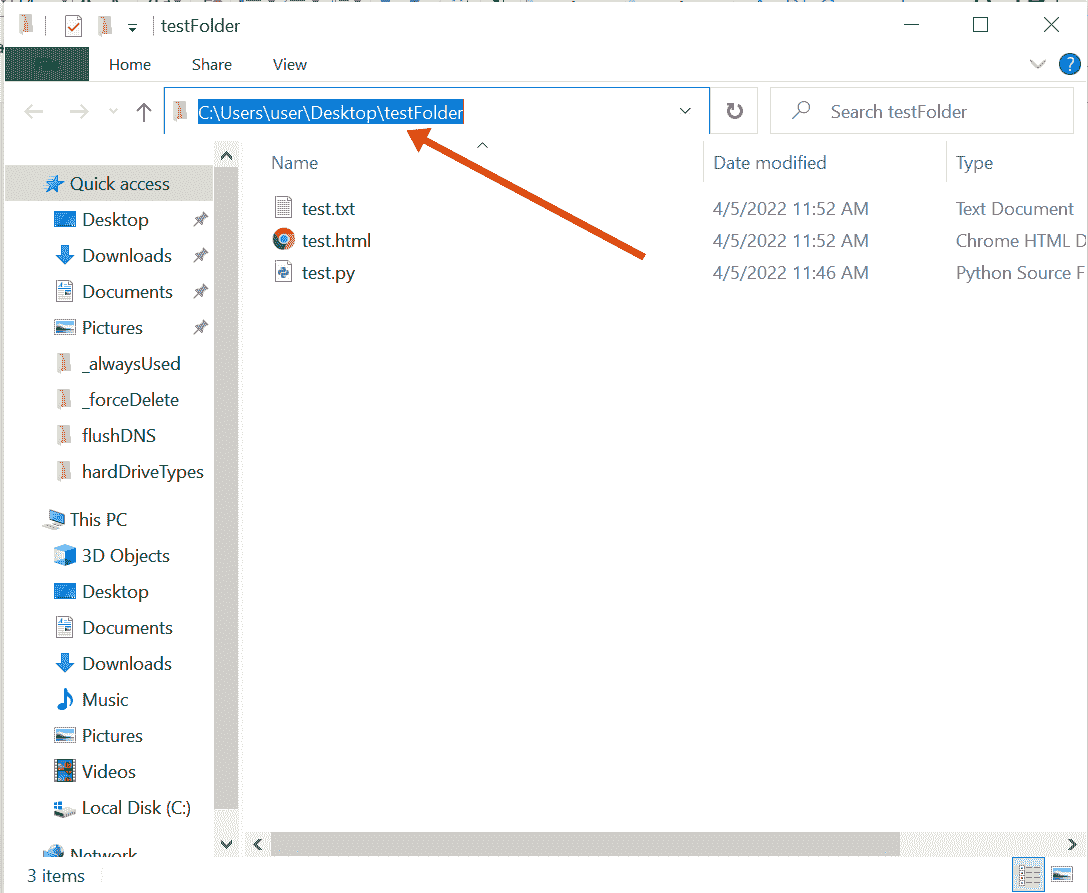 testFolder
Home Share View
C:\Users\user\Desktop\testFolder
Search testFolder
Name Date modified Type
Quick access
Desktop
Downloads
Documents
Pictures
_alwaysUsed
_forceDelete
flushDNS
hardDriveTypes
This PC
3D Objects
Desktop
Documents
Downloads
Music
Pictures
Videos
Local Disk (C:)
Network
test.txt 4/5/2022 11:52 AM Text Document
test.html 4/5/2022 11:52 AM Chrome HTML D
test.py 4/5/2022 11:46 AM Python Source F
3 items